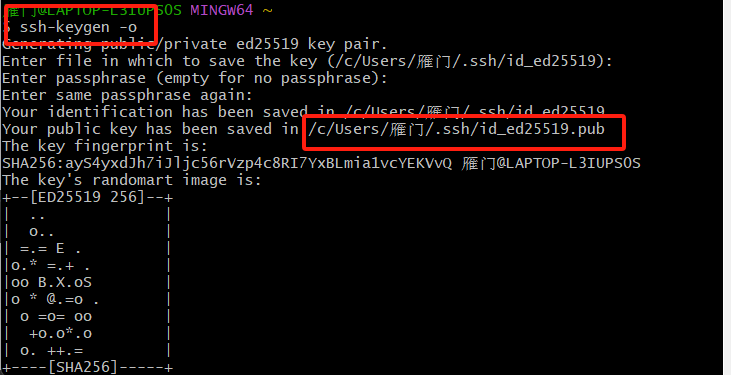 雁门@LAPTOP-L3IUPSOS MINGW64 ~
$ ssh-keygen -o
Generating public/private ed25519 key pair.
Enter file in which to save the key (/c/Users/雁门/.ssh/id_ed25519):
Enter passphrase (empty for no passphrase):
Enter same passphrase again:
Your identification has been saved in /c/Users/雁门/.ssh/id_ed25519
Your public key has been saved in /c/Users/雁门/.ssh/id_ed25519.pub
The key fingerprint is:
SHA256:ayS4yxdJh7iJljc56rVzp4c8RI7YxBLmia1vcYEKVvQ 雁门@LAPTOP-L3IUPSOS
The key's randomart image is:
+--[ED25519 256]--+
|  ..             |
|  o..            |
| =.= E .         |
|o.* =.+ .        |
|oo B.X.oS        |
|o * @.=o .       |
| o =o= oo        |
|  +o.o*.o        |
| o. ++.=         |
+----[SHA256]-----+